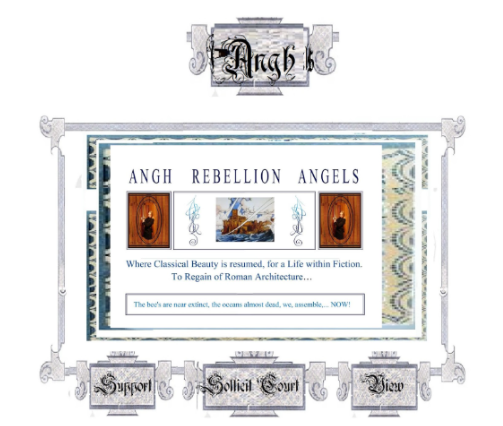 Angh
ANGH REBELLION ANGELS
Where Classical Beauty is resumed, for a Life within Fiction.
To Regain of Roman Architecture...
The bee's are near extinct, the oceans almost dead, we, assemble,... NOW!
Support
Sollicit Court
View